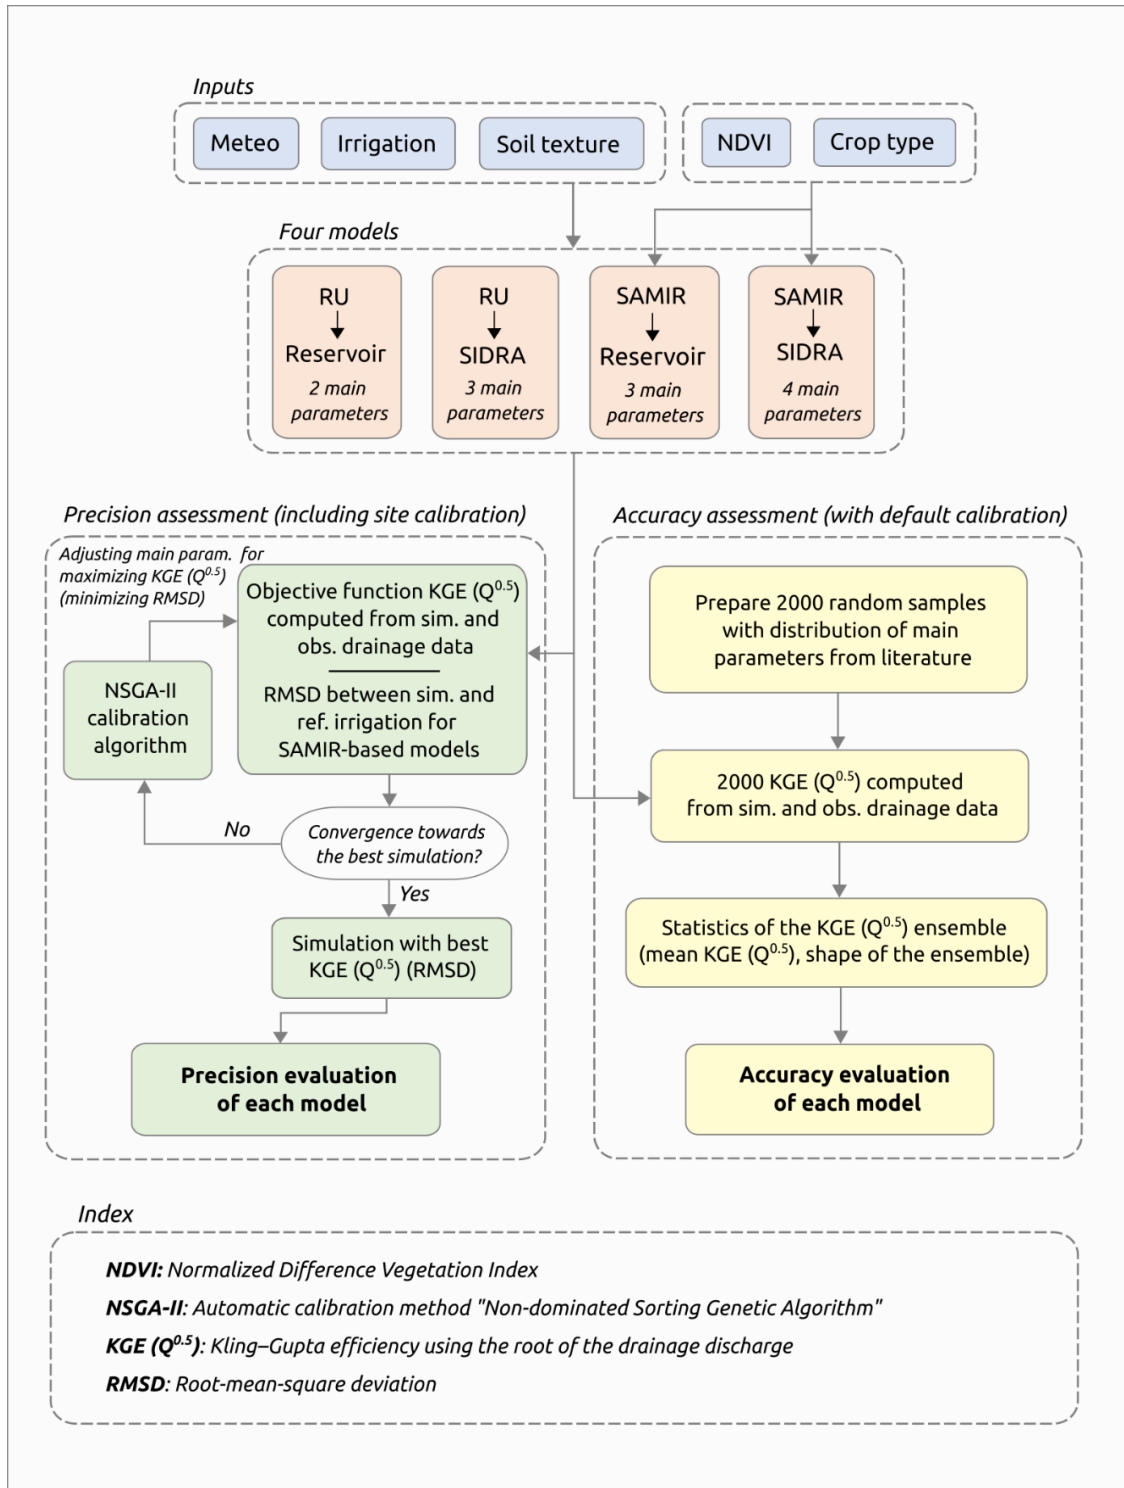 Inputs
Meteo
Irrigation
Soil texture
NDVI
Crop type
Four models
RU
Reservoir
2 main
parameters
RU
SIDRA
3 main
parameters
SAMIR
Reservoir
3 main
parameters
SAMIR
SIDRA
4 main
parameters
Precision assessment (including site calibration)
Adjusting main param. for
maximizing KGE (Q^0.5)
(minimizing RMSD)
Objective function KGE (Q^0.5)
computed from sim. and
obs. drainage data
RMSD between sim. and
ref. irrigation for
SAMIR-based models
NSGA-II
calibration
algorithm
No
Convergence towards
the best simulation?
Yes
Simulation with best
KGE (Q^0.5) (RMSD)
Precision evaluation
of each model
Accuracy assessment (with default calibration)
Prepare 2000 random samples
with distribution of main
parameters from literature
2000 KGE (Q^0.5) computed
from sim. and obs. drainage data
Statistics of the KGE (Q^0.5) ensemble
(mean KGE (Q^0.5), shape of the ensemble)
Accuracy evaluation
of each model
Index
NDVI: Normalized Difference Vegetation Index
NSGA-II: Automatic calibration method "Non-dominated Sorting Genetic Algorithm"
KGE (Q^0.5): Kling–Gupta efficiency using the root of the drainage discharge
RMSD: Root-mean-square deviation